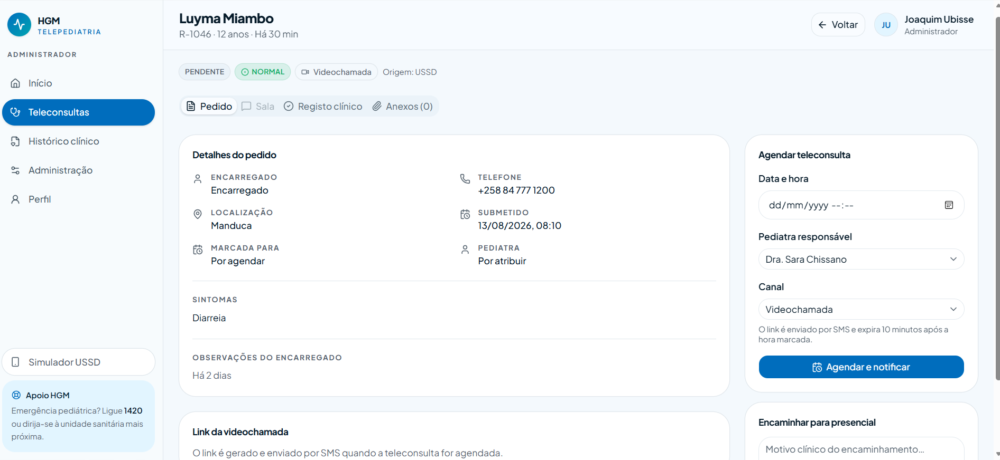 HGM
TELEPEDIATRIA
ADMINISTRADOR
Início
Teleconsultas
Histórico clínico
Administração
Perfil
Simulador USSD
Apoio HGM
Emergência pediátrica? Ligue 1420
ou dirija-se à unidade sanitária mais
próxima.
Luyma Miambo
R-1046 · 12 anos · Há 30 min
Voltar
JU
Joaquim Ubisse
Administrador
PENDENTE
NORMAL
Videochamada
Origem: USSD
Pedido
Sala
Registo clínico
Anexos (0)
Detalhes do pedido
ENCARREGADO
Encarregado
TELEFONE
+258 84 777 1200
LOCALIZAÇÃO
Manduca
SUBMETIDO
13/08/2026, 08:10
MARCADA PARA
Por agendar
PEDIATRA
Por atribuir
SINTOMAS
Diarreia
OBSERVAÇÕES DO ENCARREGADO
Há 2 dias
Link da videochamada
O link é gerado e enviado por SMS quando a teleconsulta for agendada.
Agendar teleconsulta
Data e hora
dd/mm/yyyy --:--
Pediatra responsável
Dra. Sara Chissano
Canal
Videochamada
O link é enviado por SMS e expira 10 minutos após a
hora marcada.
Agendar e notificar
Encaminhar para presencial
Motivo clínico do encaminhamento...